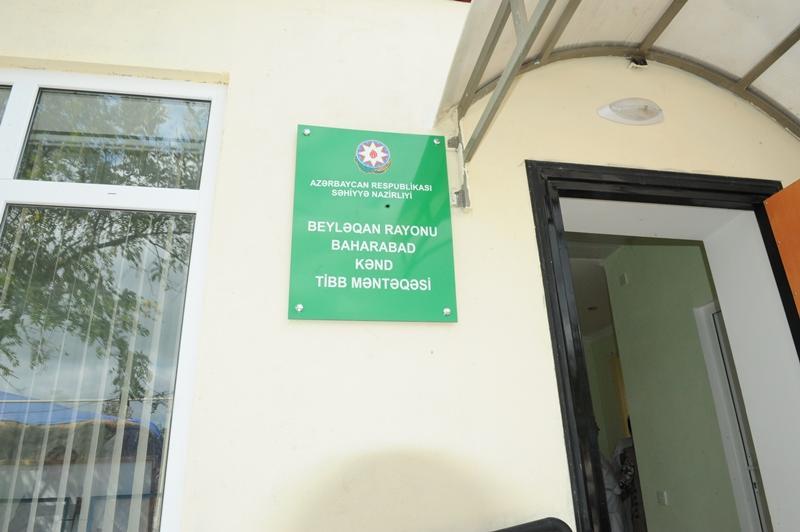 AZƏRBAYCAN RESPUBLİKASI
SƏHİYYƏ NAZİRLİYİ
BEYLƏQAN RAYONU
BAHARABAD
KƏND
TİBB MƏNTƏQƏSİ